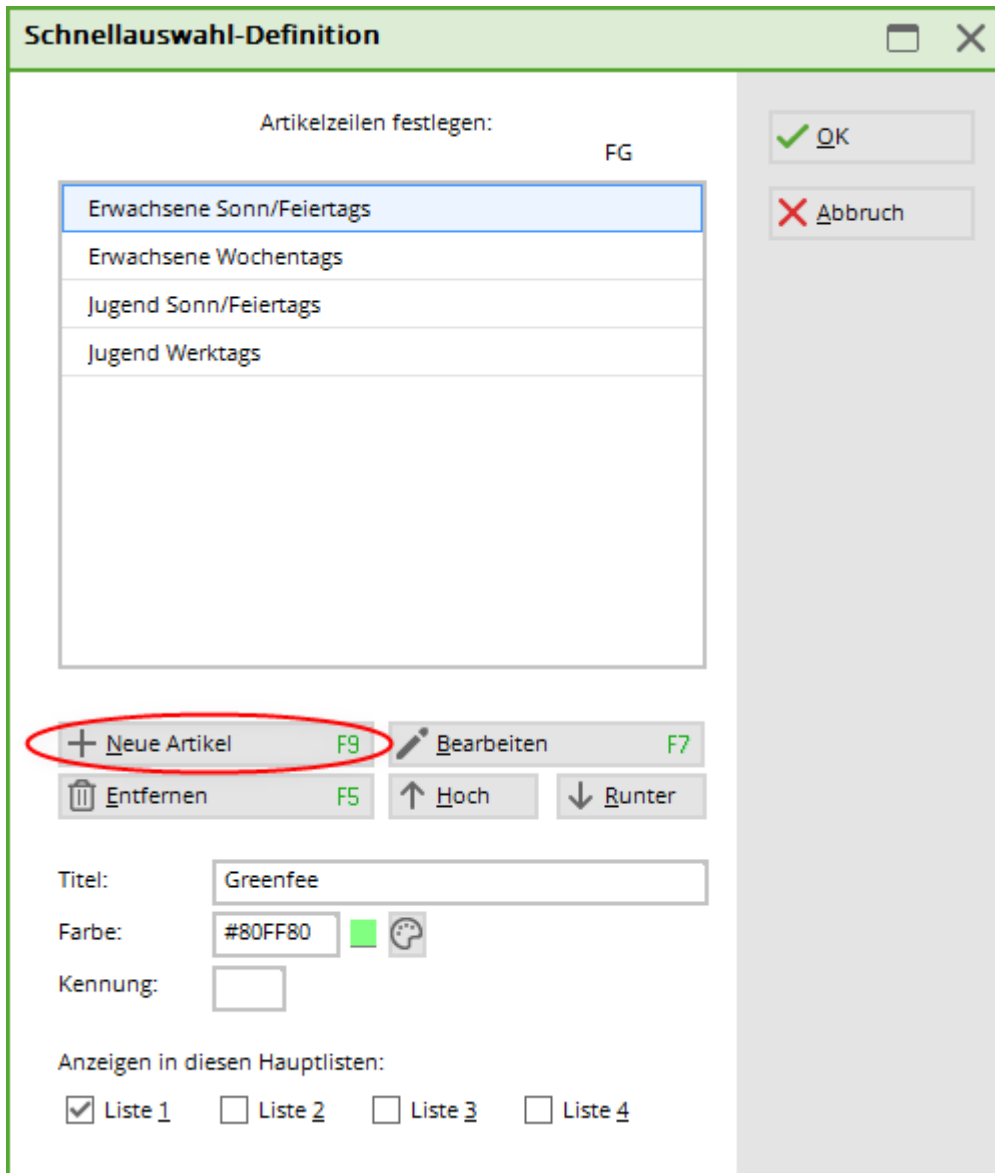 Schnellauswahl-Definition
Artikelzeilen festlegen:
FG
OK
Abbruch
Erwachsene Sonn/Feiertags
Erwachsene Wochentags
Jugend Sonn/Feiertags
Jugend Werktags
Neue Artikel F9
Bearbeiten F7
Entfernen F5
Hoch
Runter
Titel: Greenfee
Farbe: #80FF80
Kennung:
Anzeigen in diesen Hauptlisten:
Liste 1 Liste 2 Liste 3 Liste 4